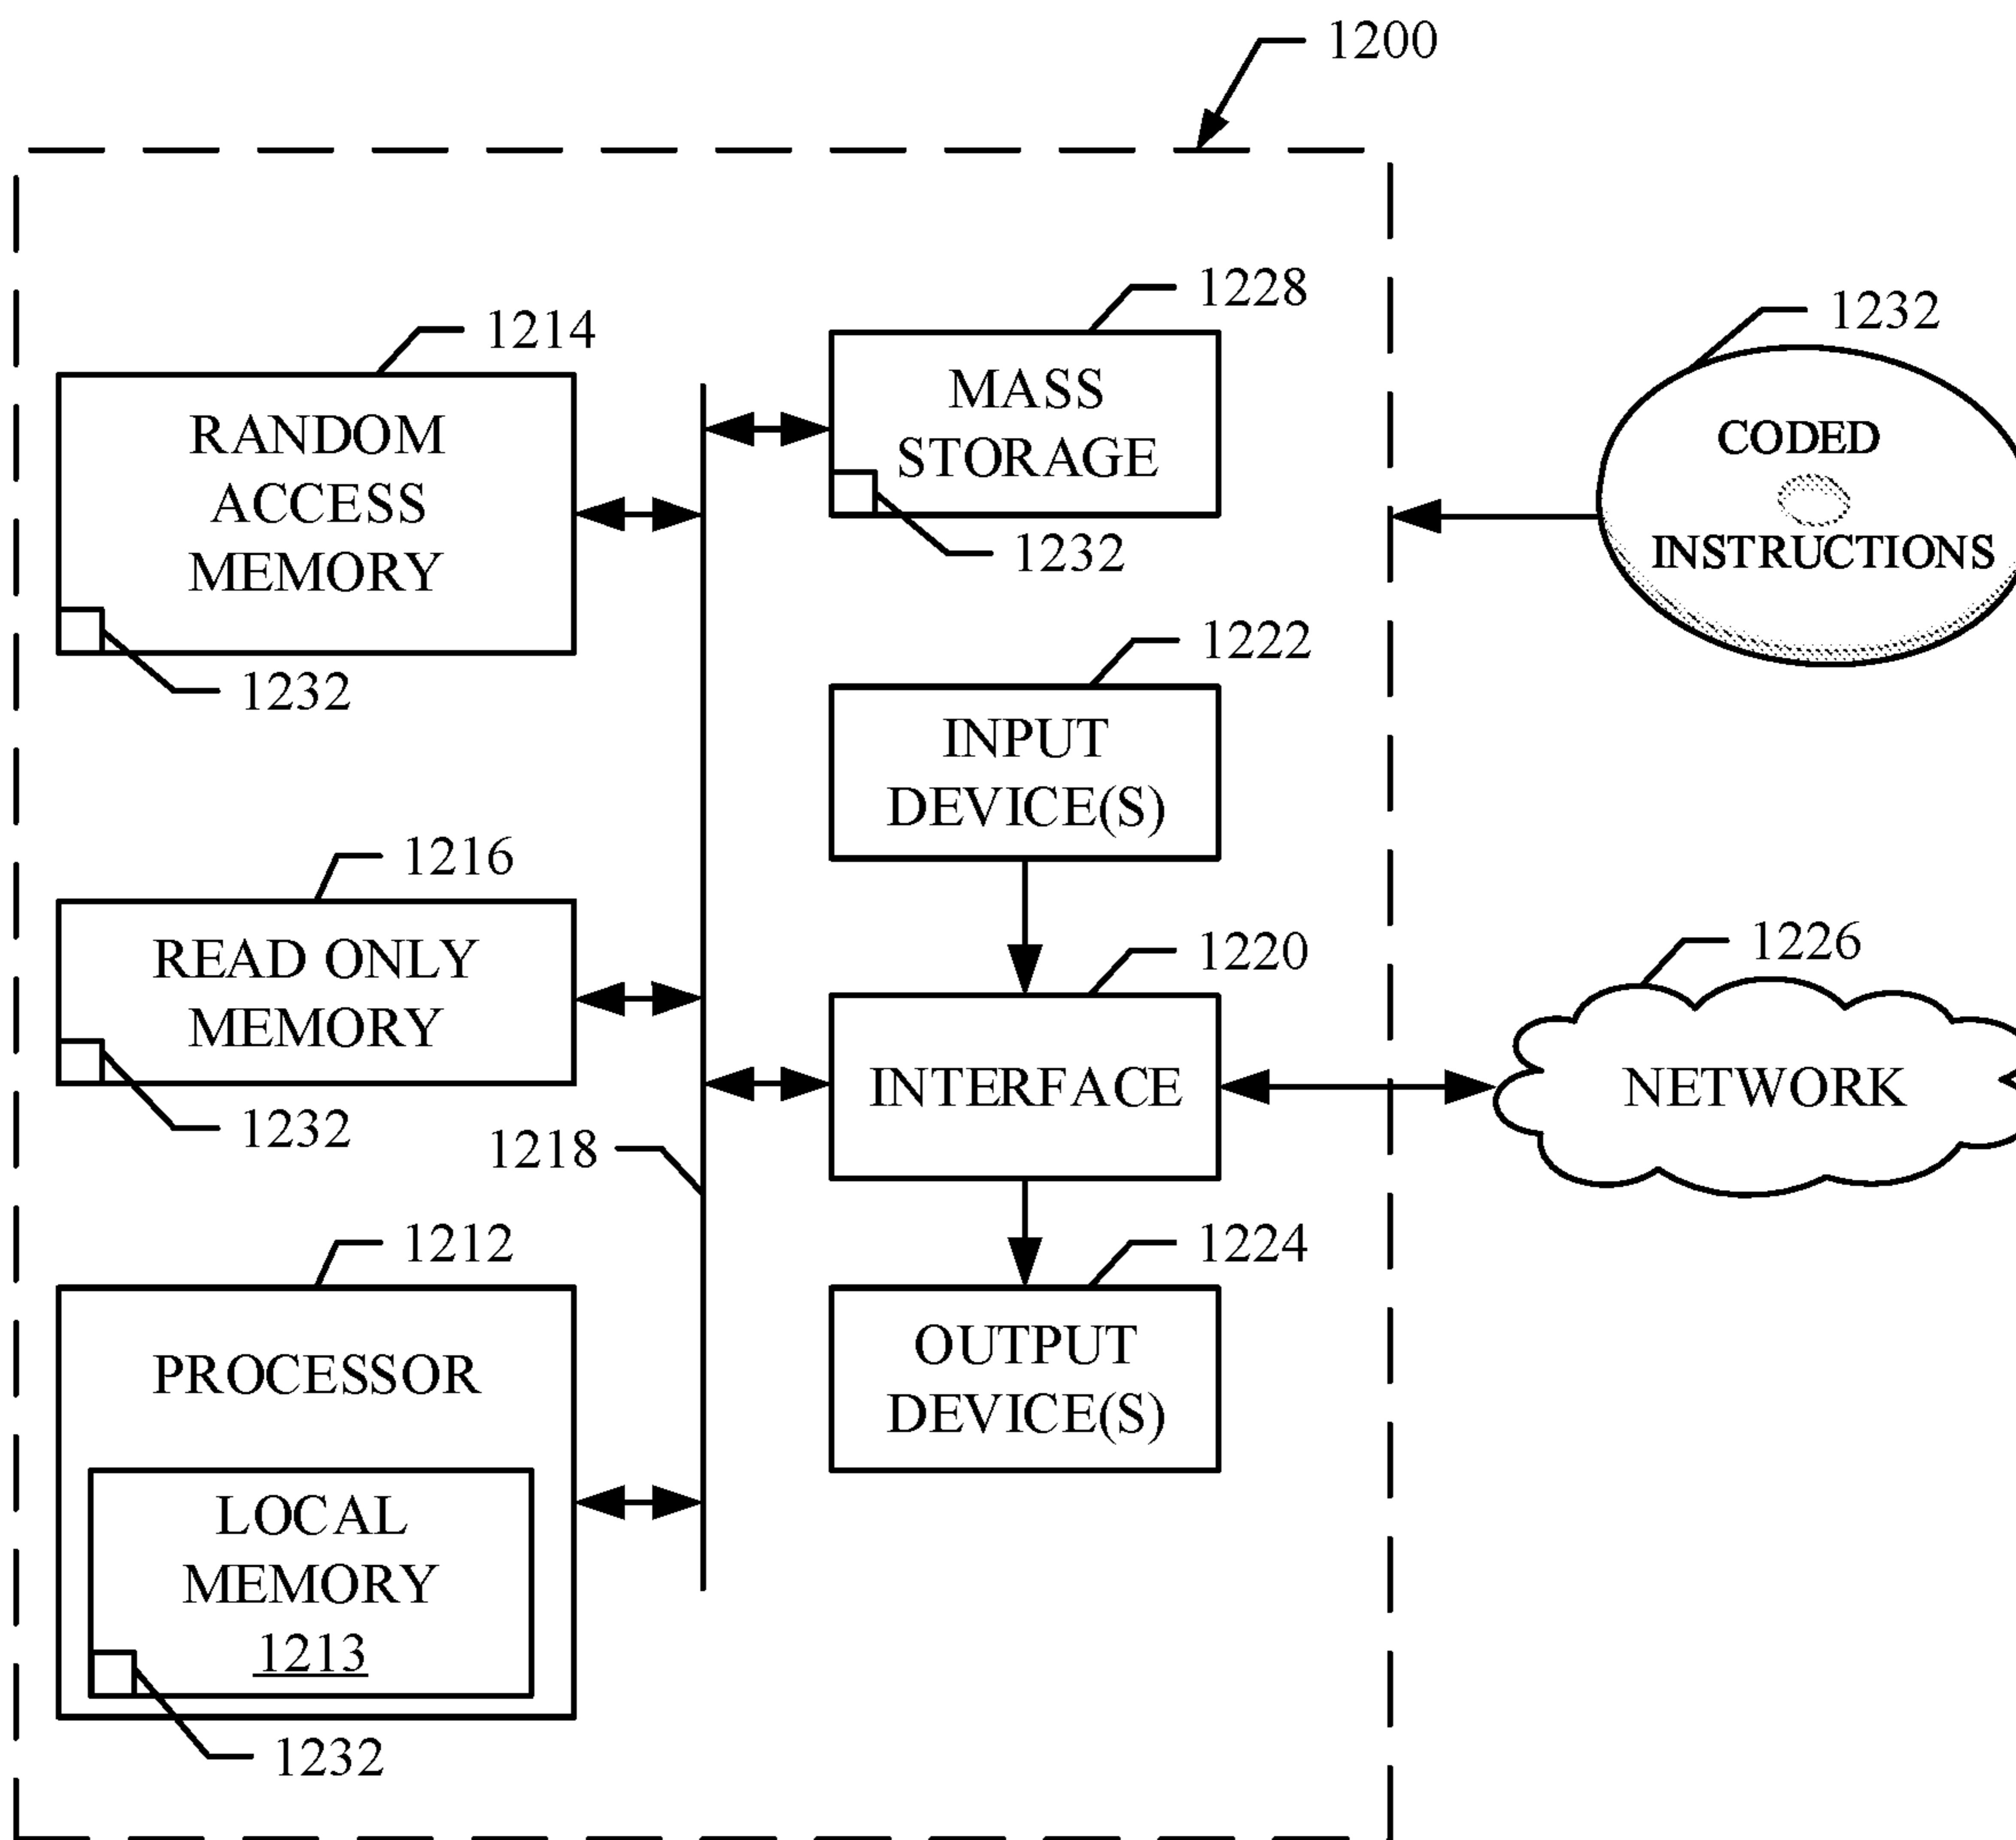 1200
1214
RANDOM
ACCESS
MEMORY
1232
1216
READ ONLY
MEMORY
1232
1218
1212
PROCESSOR
LOCAL
MEMORY
1213
1232
1228
MASS
STORAGE
1232
1222
INPUT
DEVICE(S)
1220
INTERFACE
1224
OUTPUT
DEVICE(S)
1232
CODED
INSTRUCTIONS
1226
NETWORK